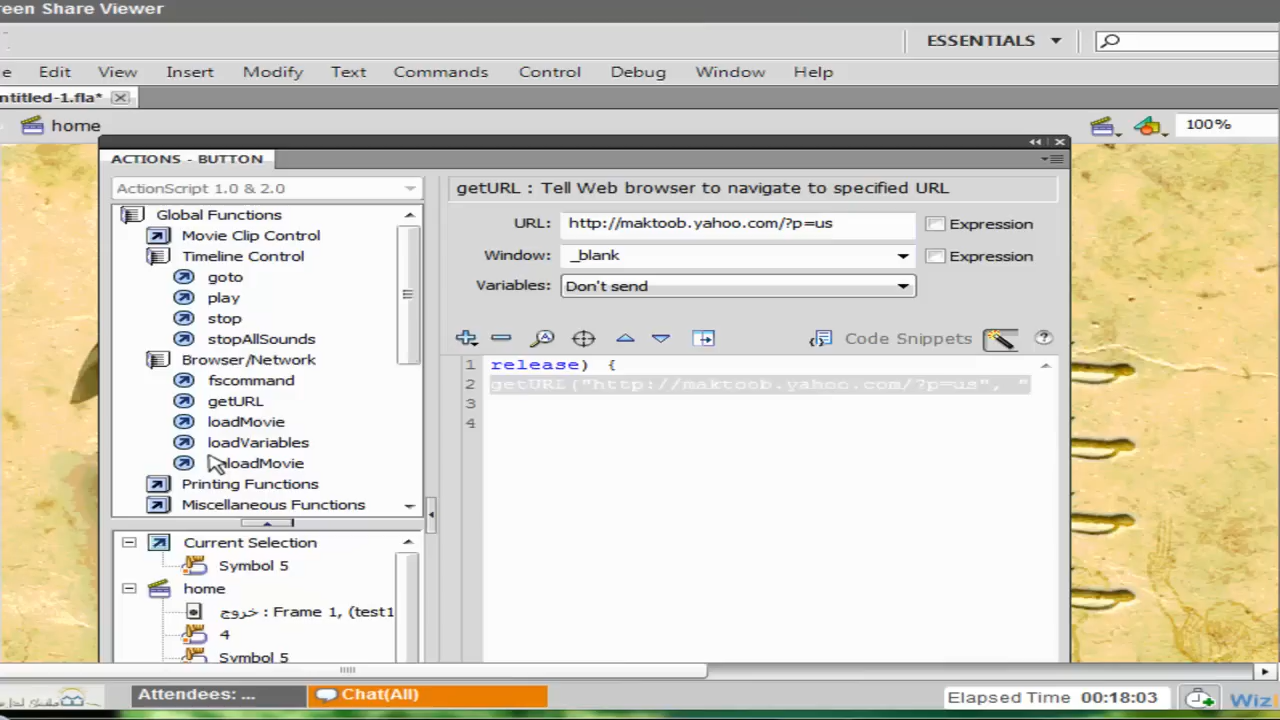 reen Share Viewer
ESSENTIALS
e Edit View Insert Modify Text Commands Control Debug Window Help
ntitled-1.fla*
home
100%
ACTIONS - BUTTON
ActionScript 1.0 & 2.0
Global Functions
Movie Clip Control
Timeline Control
goto
play
stop
stopAllSounds
Browser/Network
fscommand
getURL
loadMovie
loadVariables
loadMovie
Printing Functions
Miscellaneous Functions
Current Selection
Symbol 5
home
خروج : Frame 1, (test1
4
Symbol 5
getURL : Tell Web browser to navigate to specified URL
URL: http://maktoob.yahoo.com/?p=us Expression
Window: _blank Expression
Variables: Don't send
Code Snippets
1 release) {
2 getURL("http://maktoob.yahoo.com/?p=us", "
3
4
Attendees: ...
Chat(All)
Elapsed Time 00:18:03
Wiz